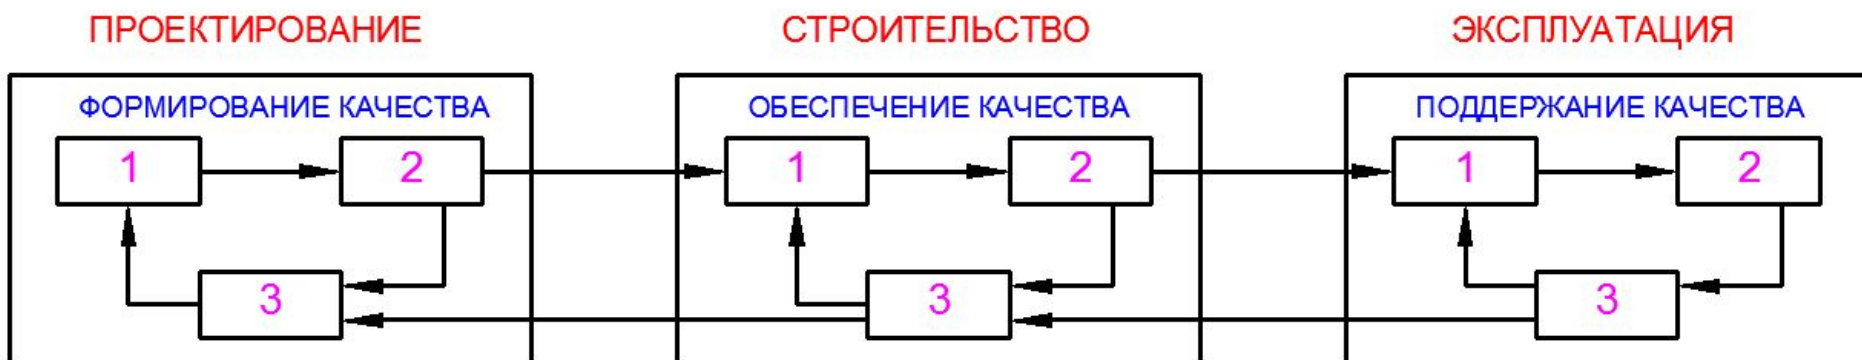 ПРОЕКТИРОВАНИЕ
СТРОИТЕЛЬСТВО
ЭКСПЛУАТАЦИЯ
ФОРМИРОВАНИЕ КАЧЕСТВА
1
2
3
ОБЕСПЕЧЕНИЕ КАЧЕСТВА
1
2
3
ПОДДЕРЖАНИЕ КАЧЕСТВА
1
2
3